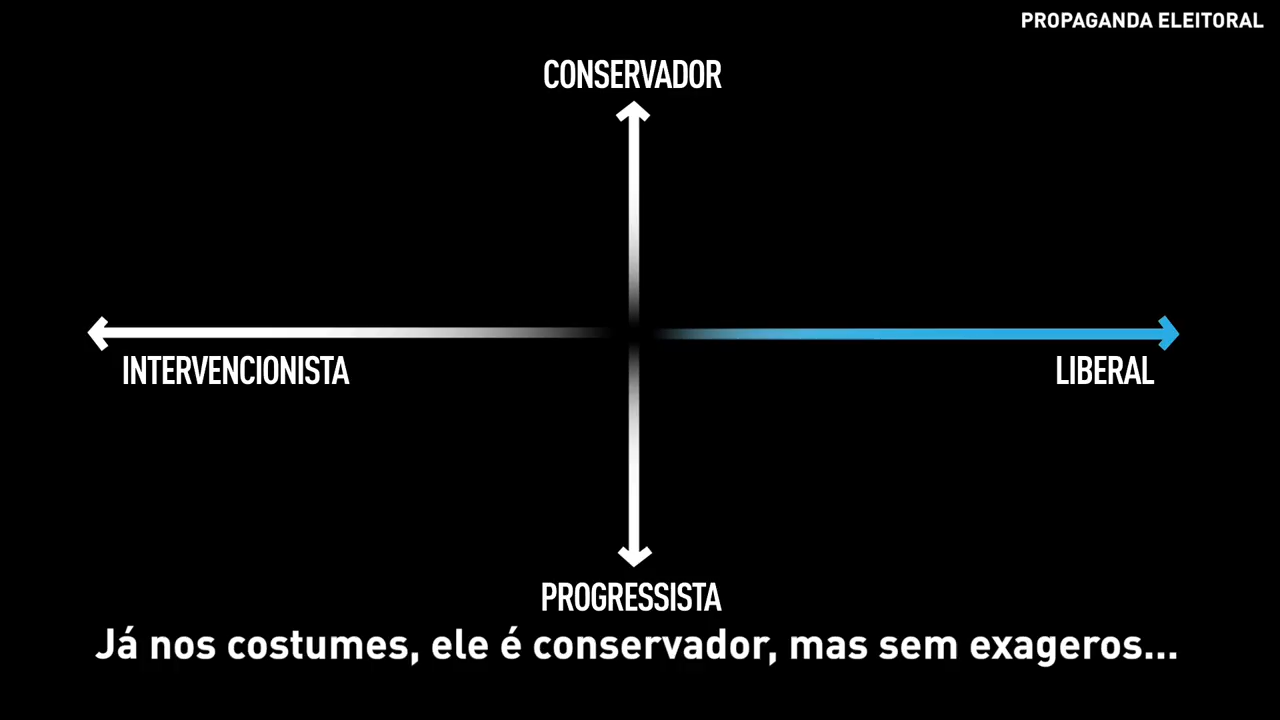 PROPAGANDA ELEITORAL
CONSERVADOR
INTERVENCIONISTA
LIBERAL
PROGRESSISTA
Já nos costumes, ele é conservador, mas sem exageros...